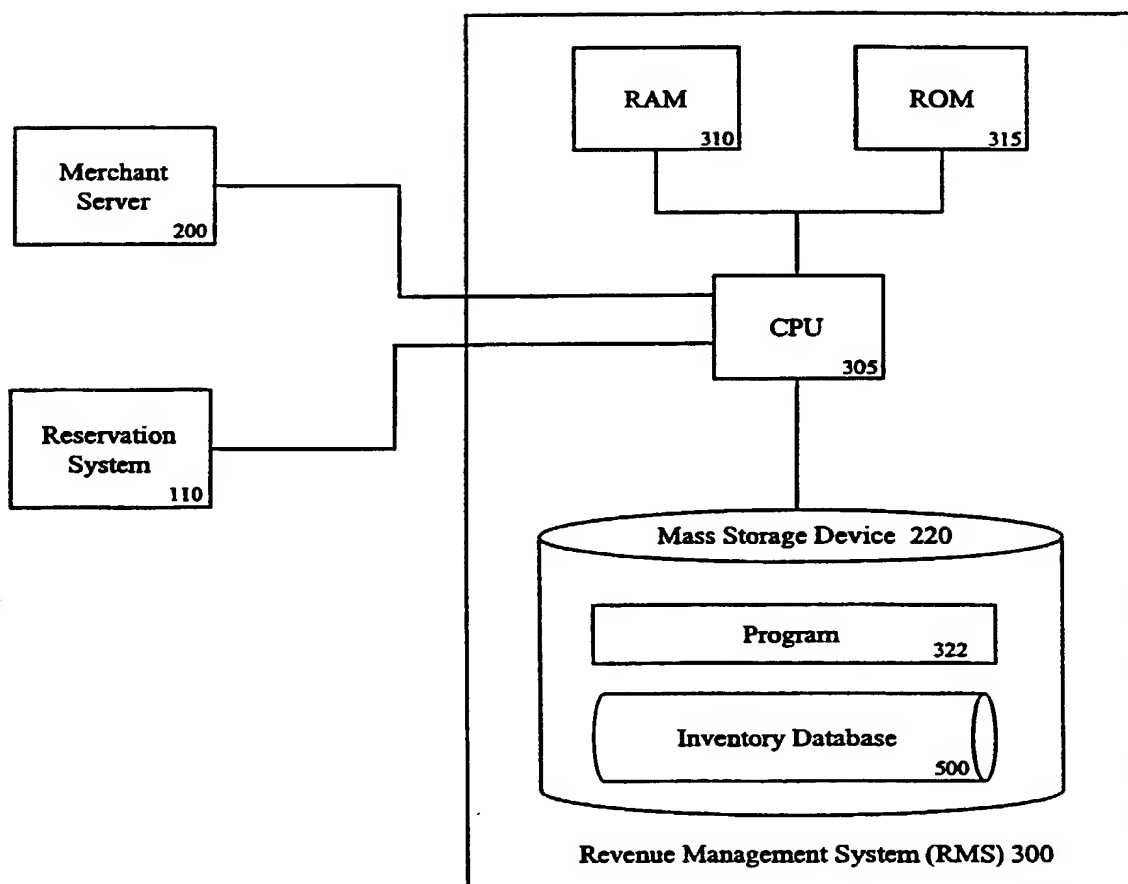 RAM
310
ROM
315
Merchant
Server
200
CPU
305
Reservation
System
110
Mass Storage Device 220
Program
322
Inventory Database
500
Revenue Management System (RMS) 300